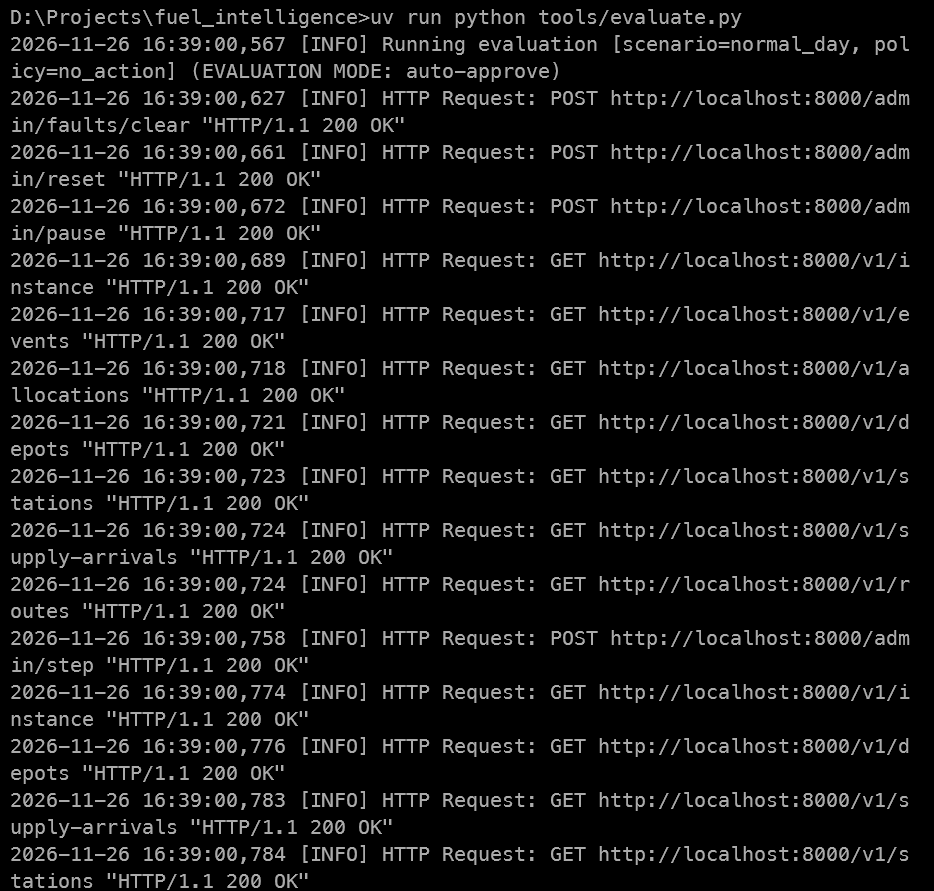 D:\Projects\fuel_intelligence>uv run python tools/evaluate.py
2026-11-26 16:39:00,567 [INFO] Running evaluation [scenario=normal_day, pol
icy=no_action] (EVALUATION MODE: auto-approve)
2026-11-26 16:39:00,627 [INFO] HTTP Request: POST http://localhost:8000/adm
in/faults/clear "HTTP/1.1 200 OK"
2026-11-26 16:39:00,661 [INFO] HTTP Request: POST http://localhost:8000/adm
in/reset "HTTP/1.1 200 OK"
2026-11-26 16:39:00,672 [INFO] HTTP Request: POST http://localhost:8000/adm
in/pause "HTTP/1.1 200 OK"
2026-11-26 16:39:00,689 [INFO] HTTP Request: GET http://localhost:8000/v1/i
nstance "HTTP/1.1 200 OK"
2026-11-26 16:39:00,717 [INFO] HTTP Request: GET http://localhost:8000/v1/e
vents "HTTP/1.1 200 OK"
2026-11-26 16:39:00,718 [INFO] HTTP Request: GET http://localhost:8000/v1/a
llocations "HTTP/1.1 200 OK"
2026-11-26 16:39:00,721 [INFO] HTTP Request: GET http://localhost:8000/v1/d
epots "HTTP/1.1 200 OK"
2026-11-26 16:39:00,723 [INFO] HTTP Request: GET http://localhost:8000/v1/s
tations "HTTP/1.1 200 OK"
2026-11-26 16:39:00,724 [INFO] HTTP Request: GET http://localhost:8000/v1/s
upply-arrivals "HTTP/1.1 200 OK"
2026-11-26 16:39:00,724 [INFO] HTTP Request: GET http://localhost:8000/v1/r
outes "HTTP/1.1 200 OK"
2026-11-26 16:39:00,758 [INFO] HTTP Request: POST http://localhost:8000/adm
in/step "HTTP/1.1 200 OK"
2026-11-26 16:39:00,774 [INFO] HTTP Request: GET http://localhost:8000/v1/i
nstance "HTTP/1.1 200 OK"
2026-11-26 16:39:00,776 [INFO] HTTP Request: GET http://localhost:8000/v1/d
epots "HTTP/1.1 200 OK"
2026-11-26 16:39:00,783 [INFO] HTTP Request: GET http://localhost:8000/v1/s
upply-arrivals "HTTP/1.1 200 OK"
2026-11-26 16:39:00,784 [INFO] HTTP Request: GET http://localhost:8000/v1/s
tations "HTTP/1.1 200 OK"